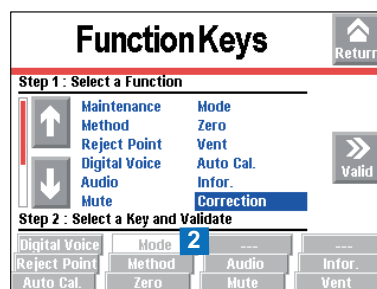 Function Keys
Return
Step 1 : Select a Function
Maintenance Mode
Method Zero
Reject Point Vent
Digital Voice Auto Cal.
Audio Infor.
Mute Correction
Valid
Step 2 : Select a Key and Validate
2
Digital Voice Mode --- ---
Reject Point Method Audio Infor.
Auto Cal. Zero Mute Vent